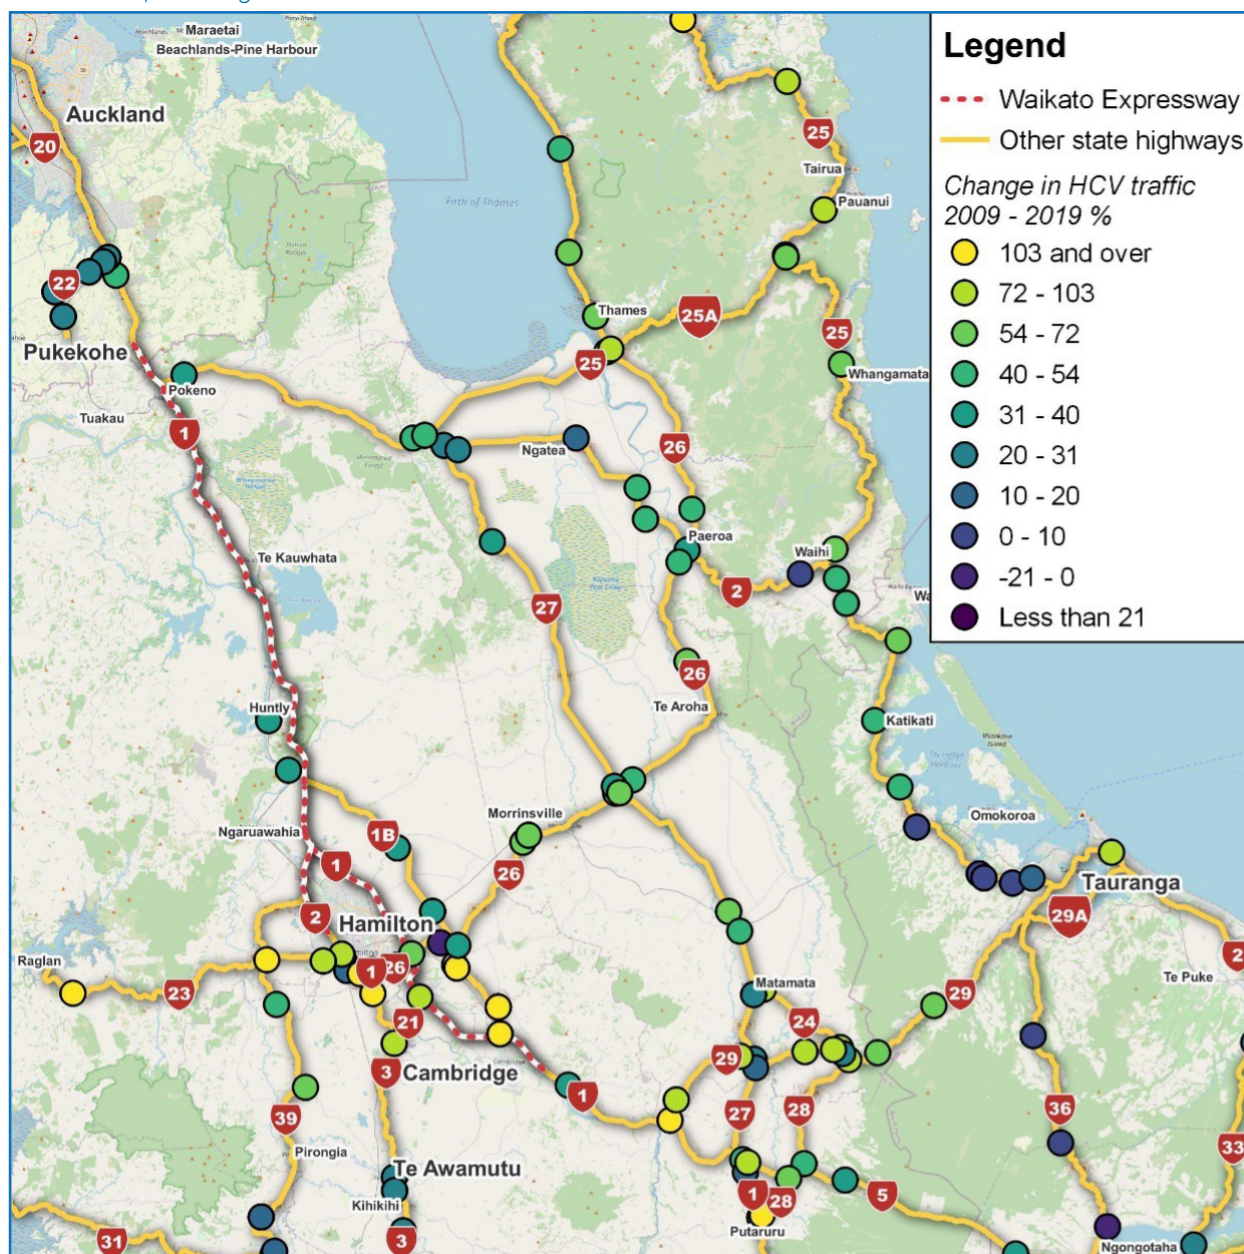 Legend
Waikato Expressway
Other state highways
Change in HCV traffic
2009 - 2019 %
103 and over
72 - 103
54 - 72
40 - 54
31 - 40
20 - 31
10 - 20
0 - 10
-21 - 0
Less than 21
Maraetai
Beachlands-Pine Harbour
Auckland
20
25
Tairua
Firth of Thames
Pauanui
22
Thames
25A
Pukekohe
25
25
Whangamata
Pokeno
Tuakau
1
Ngatea
26
Te Kauwhata
Paeroa
Waihi
2
27
26
Te Aroha
Huntly
Katikati
Morrinsville
Omokoroa
Ngaruawahia
1B
1
26
Tauranga
2
Hamilton
29A
Raglan
1
26
2
Te Puke
23
Matamata
29
21
24
3
Cambridge
29
1
27
28
36
39
Pirongia
33
Te Awamutu
Kihikihi
1
28
5
Putaruru
31
3
Ngongotaha